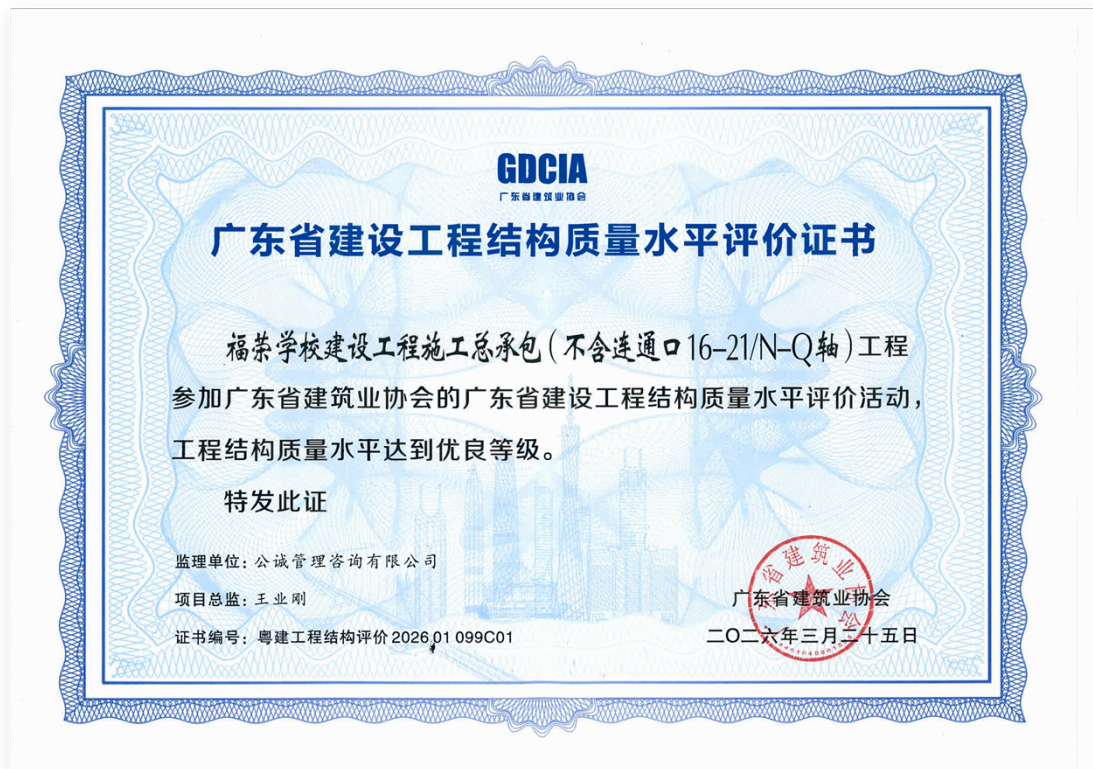 GDCIA
广东省建筑业协会
广东省建设工程结构质量水平评价证书
福荣学校建设工程施工总承包(不含连通口16-21/N-Q轴)工程
参加广东省建筑业协会的广东省建设工程结构质量水平评价活动，
工程结构质量水平达到优良等级。
特发此证
监理单位：公诚管理咨询有限公司
项目总监：王业刚
证书编号：粤建工程结构评价2026 01 099C01
广东省建筑业协会
二〇二六年三月二十五日